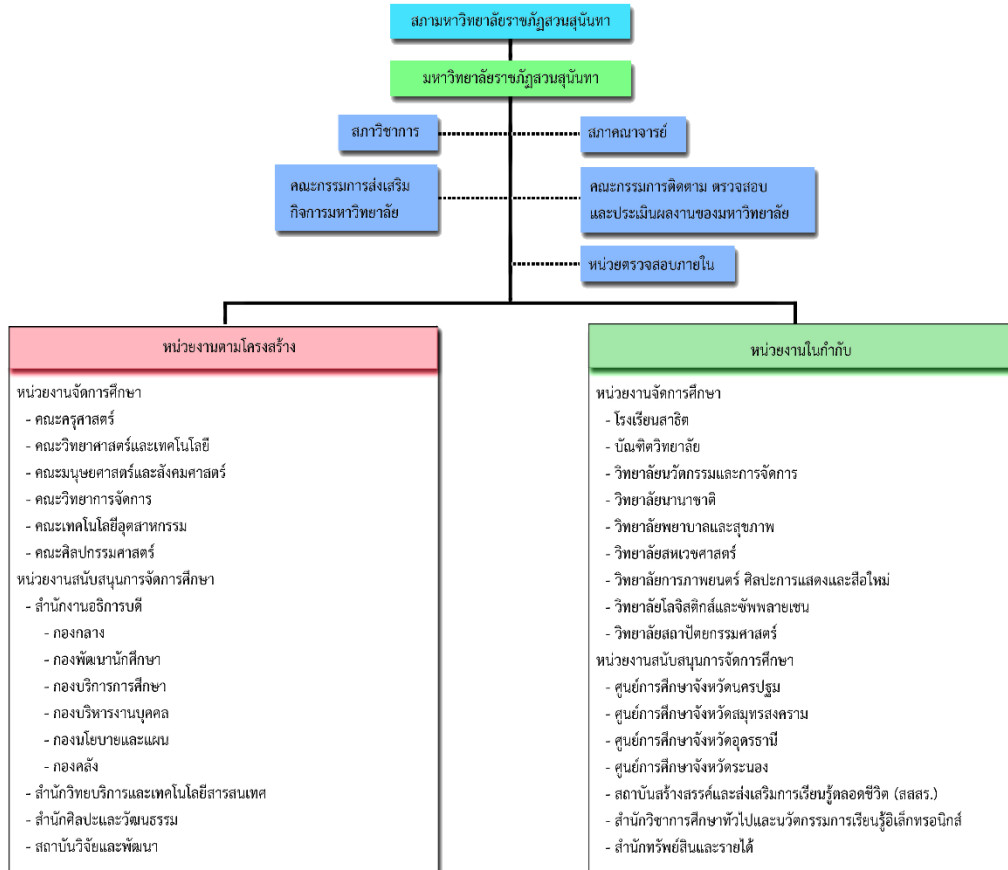 สภามหาวิทยาลัยราชภัฏสวนสุนันทา
มหาวิทยาลัยราชภัฏสวนสุนันทา
สภาวิชาการ
สภาคณาจารย์
คณะกรรมการส่งเสริม
กิจการมหาวิทยาลัย
คณะกรรมการติดตาม ตรวจสอบ
และประเมินผลงานของมหาวิทยาลัย
หน่วยตรวจสอบภายใน
หน่วยงานตามโครงสร้าง
หน่วยงานจัดการศึกษา
- คณะครุศาสตร์
- คณะวิทยาศาสตร์และเทคโนโลยี
- คณะมนุษยศาสตร์และสังคมศาสตร์
- คณะวิทยาการจัดการ
- คณะเทคโนโลยีอุตสาหกรรม
- คณะศิลปกรรมศาสตร์
หน่วยงานสนับสนุนการจัดการศึกษา
- สำนักงานอธิการบดี
- กองกลาง
- กองพัฒนานักศึกษา
- กองบริการการศึกษา
- กองบริหารงานบุคคล
- กองนโยบายและแผน
- กองคลัง
- สำนักวิทยบริการและเทคโนโลยีสารสนเทศ
- สำนักศิลปะและวัฒนธรรม
- สถาบันวิจัยและพัฒนา
หน่วยงานในกำกับ
หน่วยงานจัดการศึกษา
- โรงเรียนสาธิต
- บัณฑิตวิทยาลัย
- วิทยาลัยนวัตกรรมและการจัดการ
- วิทยาลัยนานาชาติ
- วิทยาลัยพยาบาลและสุขภาพ
- วิทยาลัยสหเวชศาสตร์
- วิทยาลัยการภาพยนตร์ ศิลปะการแสดงและสื่อใหม่
- วิทยาลัยโลจิสติกส์และซัพพลายเชน
- วิทยาลัยสถาปัตยกรรมศาสตร์
หน่วยงานสนับสนุนการจัดการศึกษา
- ศูนย์การศึกษาจังหวัดนครปฐม
- ศูนย์การศึกษาจังหวัดสมุทรสงคราม
- ศูนย์การศึกษาจังหวัดอุดรธานี
- ศูนย์การศึกษาจังหวัดระนอง
- สถาบันสร้างสรรค์และส่งเสริมการเรียนรู้ตลอดชีวิต (สสสร.)
- สำนักวิชาการศึกษาทั่วไปและนวัตกรรมการเรียนรู้อิเล็กทรอนิกส์
- สำนักทรัพย์สินและรายได้